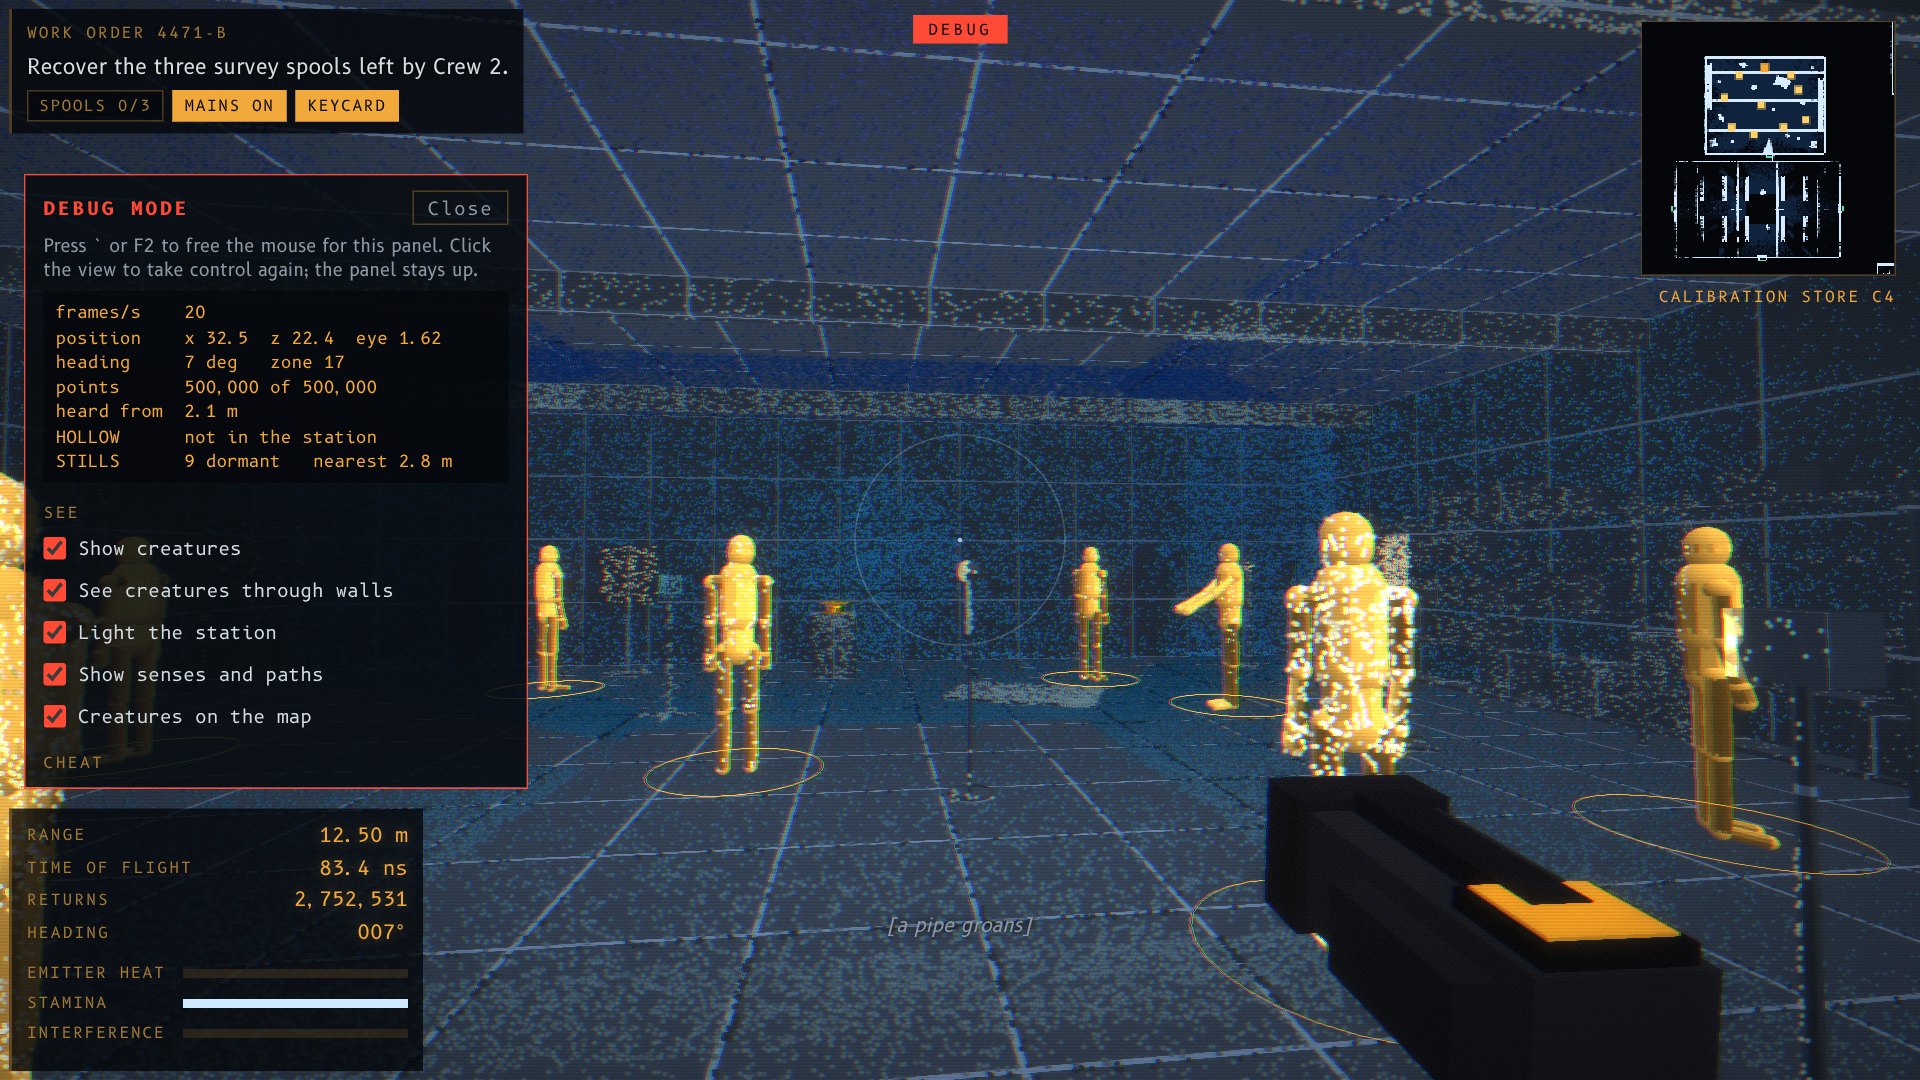 WORK ORDER 4471-B
Recover the three survey spools left by Crew 2.
SPOOLS 0/3 MAINS ON KEYCARD
DEBUG
CALIBRATION STORE C4
DEBUG MODE Close
Press ` or F2 to free the mouse for this panel. Click
the view to take control again; the panel stays up.
frames/s 20
position x 32.5 z 22.4 eye 1.62
heading 7 deg zone 17
points 500,000 of 500,000
heard from 2.1 m
HOLLOW not in the station
STILLS 9 dormant nearest 2.8 m
SEE
Show creatures
See creatures through walls
Light the station
Show senses and paths
Creatures on the map
CHEAT
RANGE 12.50 m
TIME OF FLIGHT 83.4 ns
RETURNS 2,752,531
HEADING 007°
EMITTER HEAT
STAMINA
INTERFERENCE
[a pipe groans]